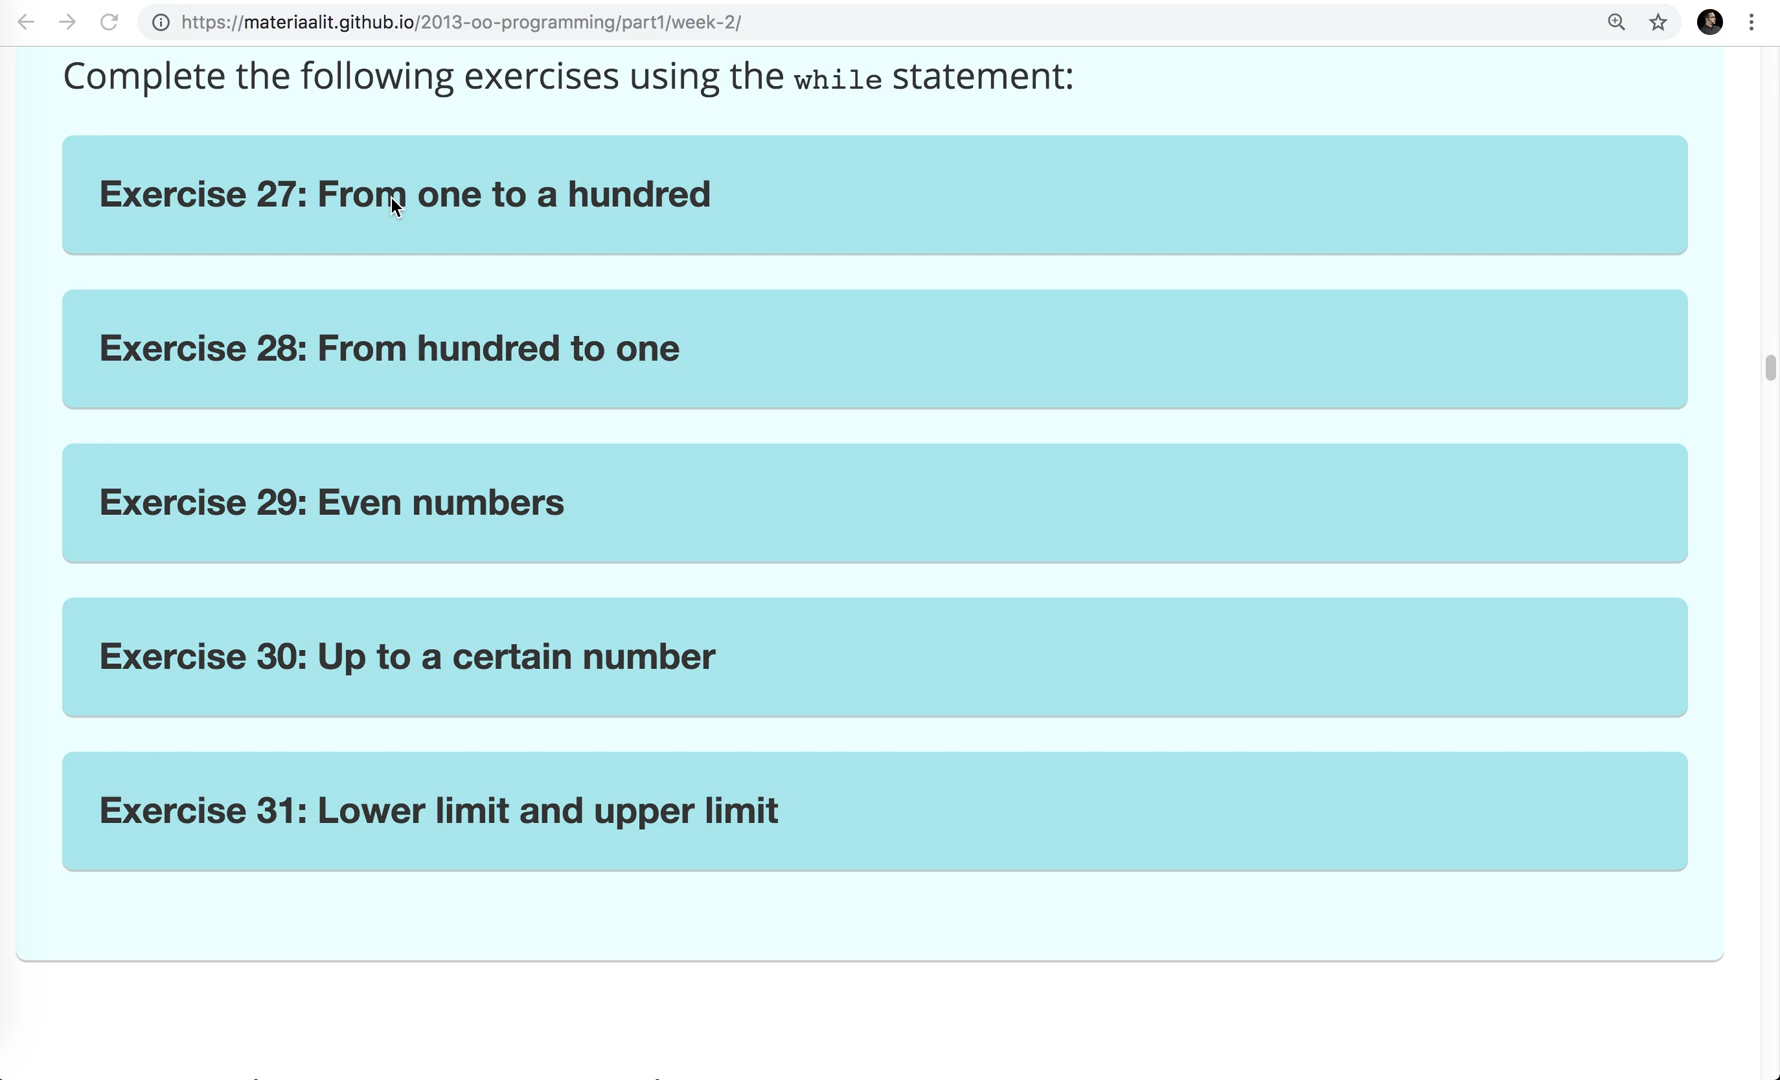 https://materiaalit.github.io/2013-oo-programming/part1/week-2/
Complete the following exercises using the while statement:
Exercise 27: From one to a hundred
Exercise 28: From hundred to one
Exercise 29: Even numbers
Exercise 30: Up to a certain number
Exercise 31: Lower limit and upper limit